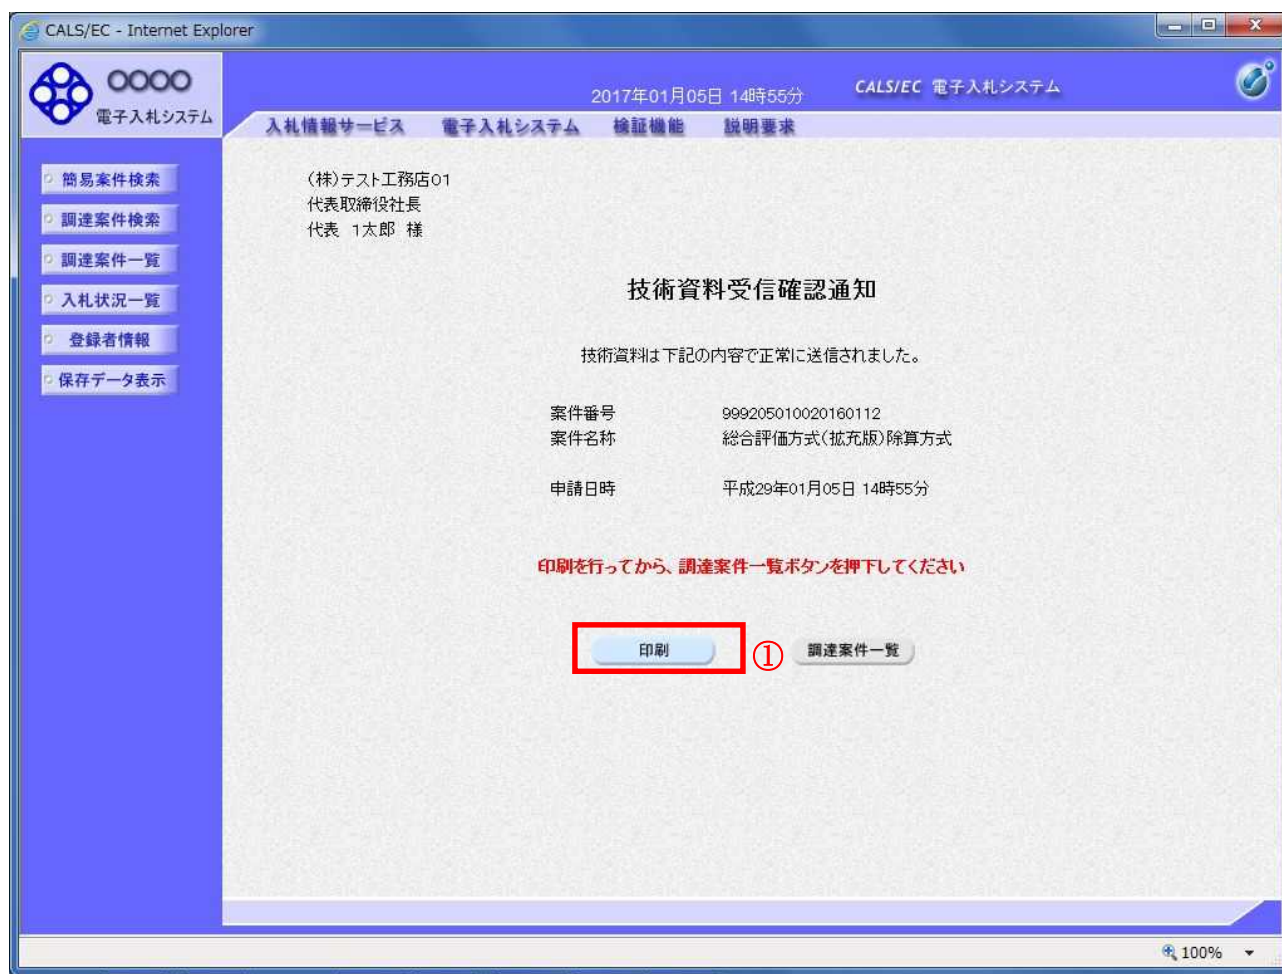 CALS/EC - Internet Explorer
○○○○
電子入札システム
2017年01月05日 14時55分
CALS/EC 電子入札システム
入札情報サービス 電子入札システム 検証機能 説明要求
簡易案件検索
調達案件検索
調達案件一覧
入札状況一覧
登録者情報
保存データ表示
(株)テスト工務店01
代表取締役社長
代表 1太郎 様
技術資料受信確認通知
技術資料は下記の内容で正常に送信されました。
案件番号 999205010020160112
案件名称 総合評価方式(拡充版)除算方式
申請日時 平成29年01月05日 14時55分
印刷を行ってから、調達案件一覧ボタンを押下してください
印刷 ① 調達案件一覧
100%